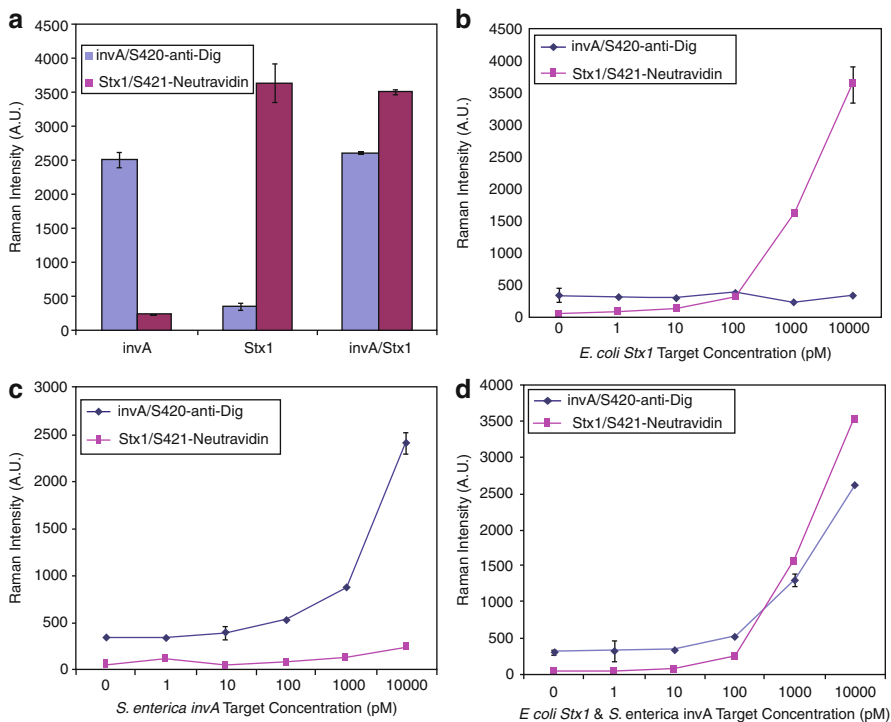 a
4500
4000
3500
3000
2500
2000
1500
1000
500
0
Raman Intensity (A.U.)
invA/S420-anti-Dig
Stx1/S421-Neutravidin
invA
Stx1
invA/Stx1
b
4500
4000
3500
3000
2500
2000
1500
1000
500
0
Raman Intensity (A.U.)
invA/S420-anti-Dig
Stx1/S421-Neutravidin
0
1
10
100
1000
10000
E. coli Stx1 Target Concentration (pM)
c
3000
2500
2000
1500
1000
500
0
Raman Intensity (A.U.)
invA/S420-anti-Dig
Stx1/S421-Neutravidin
0
1
10
100
1000
10000
S. enterica invA Target Concentration (pM)
d
4000
3500
3000
2500
2000
1500
1000
500
0
Raman Intensity (A.U.)
invA/S420-anti-Dig
Stx1/S421-Neutravidin
0
1
10
100
1000
10000
E coli Stx1 & S. enterica invA Target Concentration (pM)